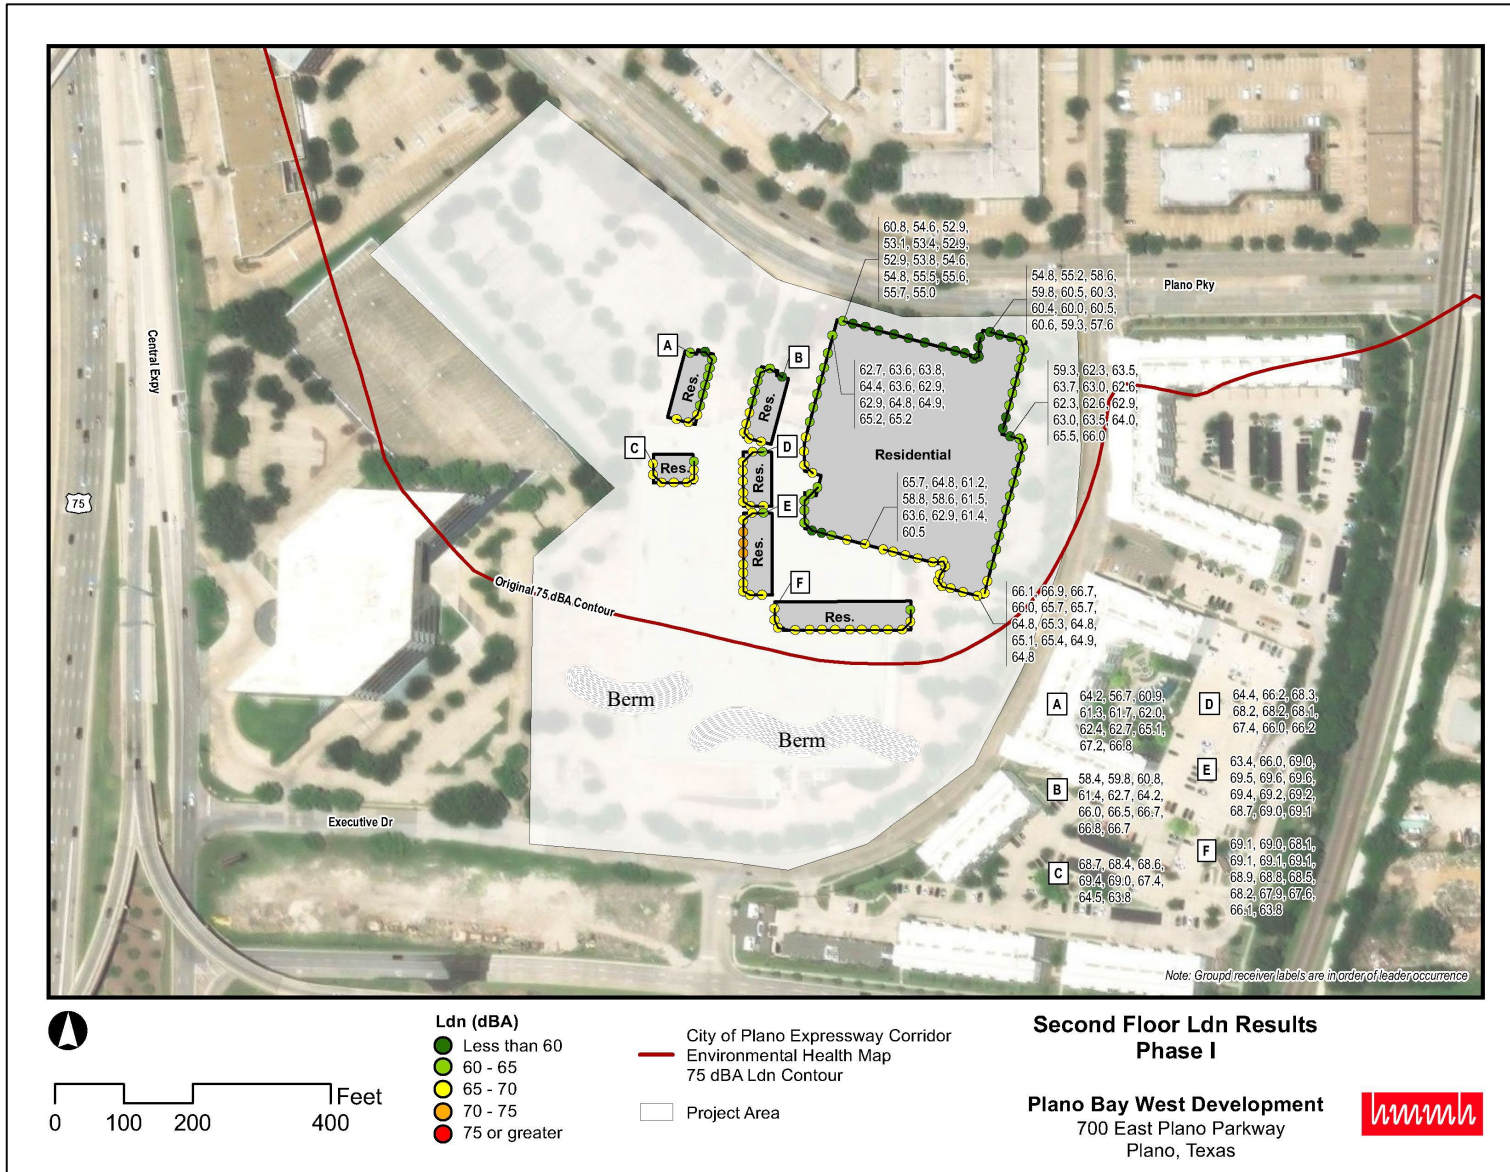 60.8, 54.6, 52.9,
53.1, 53.4, 52.9,
52.9, 53.8, 54.6,
54.8, 55.5, 55.6,
55.7, 55.0
54.8, 55.2, 58.6,
59.8, 60.5, 60.3,
60.4, 60.0, 60.5,
60.6, 59.3, 57.6
Plano Pky
Central Expy
75
A
Res.
B
Res.
62.7, 63.6, 63.8,
64.4, 63.6, 62.9,
62.9, 64.8, 64.9,
65.2, 65.2
59.3, 62.3, 63.5,
63.7, 63.0, 62.6,
62.3, 62.6, 62.9,
63.0, 63.5, 64.0,
65.5, 66.0
C
Res.
D
Res.
Residential
65.7, 64.8, 61.2,
58.8, 58.6, 61.5,
63.6, 62.9, 61.4,
60.5
E
Res.
F
Res.
Original 75 dBA Contour
66.1, 66.9, 66.7,
66.0, 65.7, 65.7,
64.8, 65.3, 64.8,
65.1, 65.4, 64.9,
64.8
Berm
Berm
Executive Dr
A
64.2, 56.7, 60.9,
61.3, 61.7, 62.0,
62.4, 62.7, 65.1,
67.2, 66.8
B
58.4, 59.8, 60.8,
61.4, 62.7, 64.2,
66.0, 66.5, 66.7,
66.8, 66.7
C
68.7, 68.4, 68.6,
69.4, 69.0, 67.4,
64.5, 63.8
D
64.4, 66.2, 68.3,
68.2, 68.2, 68.1,
67.4, 66.0, 66.2
E
63.4, 66.0, 69.0,
69.5, 69.6, 69.6,
69.4, 69.2, 69.2,
68.7, 69.0, 69.1
F
69.1, 69.0, 68.1,
69.1, 69.1, 69.1,
68.9, 68.8, 68.5,
68.2, 67.9, 67.6,
66.1, 63.8
Note: Groupd receiver labels are in order of leader occurrence
0 100 200 400
Feet
Ldn (dBA)
Less than 60
60 - 65
65 - 70
70 - 75
75 or greater
City of Plano Expressway Corridor
Environmental Health Map
75 dBA Ldn Contour
Project Area
Second Floor Ldn Results
Phase I
Plano Bay West Development
700 East Plano Parkway
Plano, Texas
hmmh